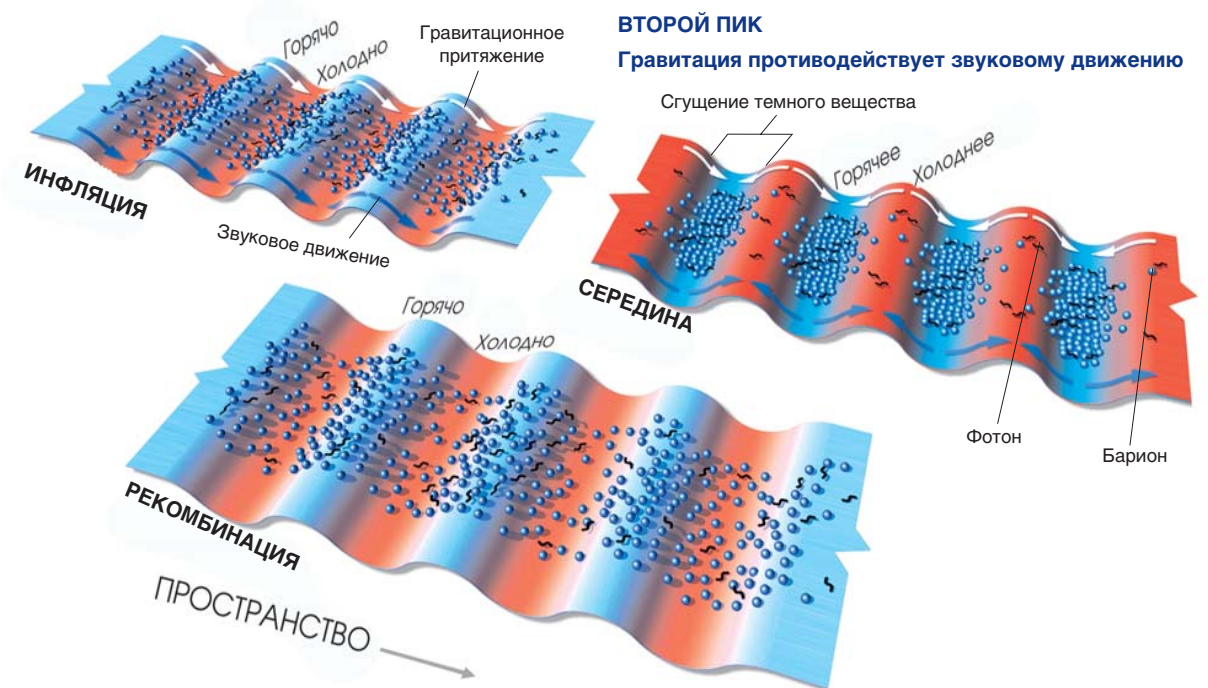 ВТОРОЙ ПИК
Гравитация противодействует звуковому движению
Горячо
Холодно
Гравитационное
притяжение
ИНФЛЯЦИЯ
Звуковое движение
Сгущение темного вещества
Горячее
Холоднее
СЕРЕДИНА
Фотон
Барион
Горячо
Холодно
РЕКОМБИНАЦИЯ
ПРОСТРАНСТВО